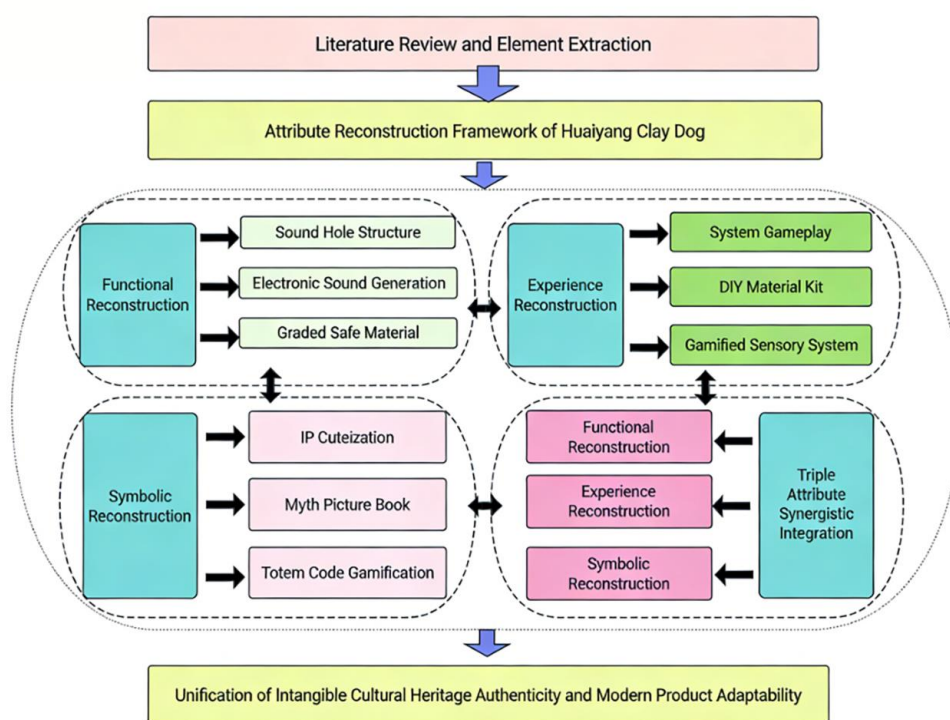 Literature Review and Element Extraction
Attribute Reconstruction Framework of Huaiyang Clay Dog
Functional
Reconstruction
Sound Hole Structure
Electronic Sound Generation
Graded Safe Material
Experience
Reconstruction
System Gameplay
DIY Material Kit
Gamified Sensory System
Symbolic
Reconstruction
IP Cuteization
Myth Picture Book
Totem Code Gamification
Functional
Reconstruction
Experience
Reconstruction
Symbolic
Reconstruction
Triple
Attribute
Synergistic
Integration
Unification of Intangible Cultural Heritage Authenticity and Modern Product Adaptability